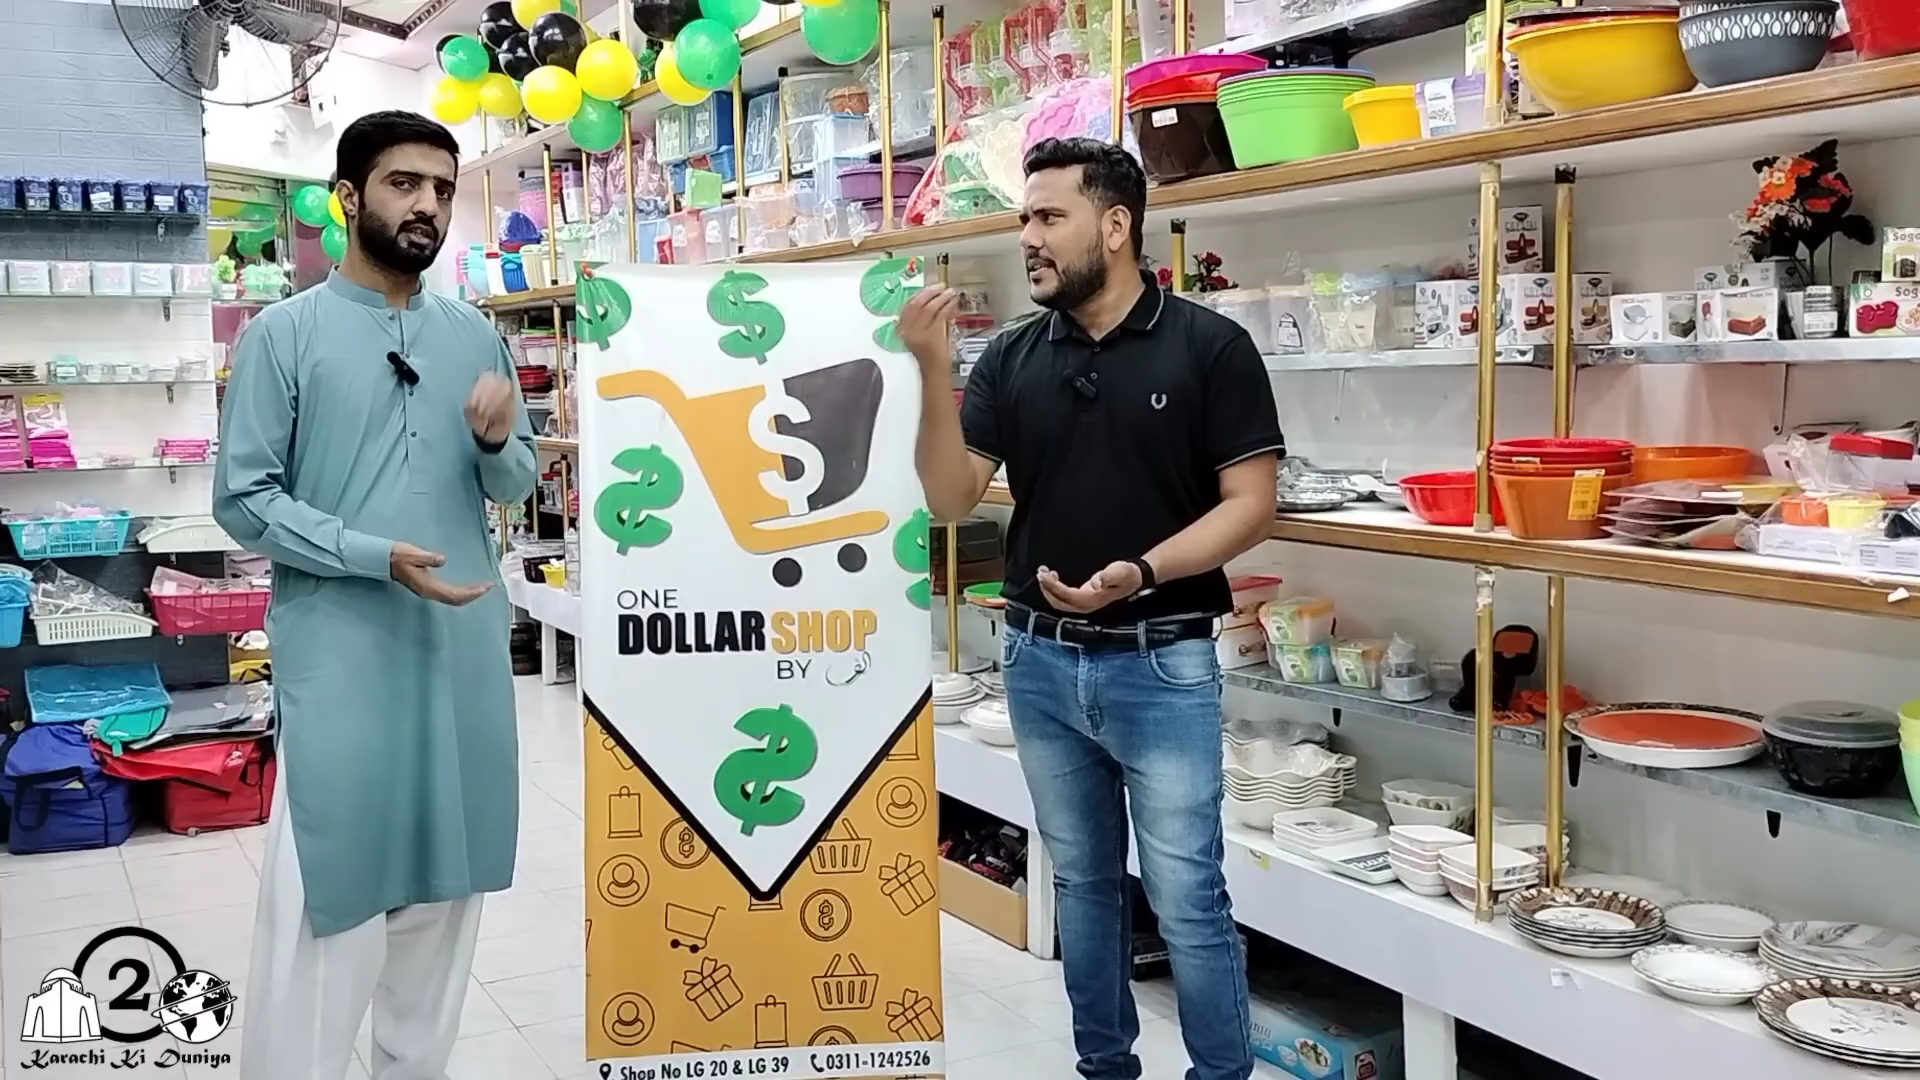 ONE
DOLLAR SHOP
BY الف
Shop No LG 20 & LG 39 0311-1242526
2
Karachi Ki Duniya